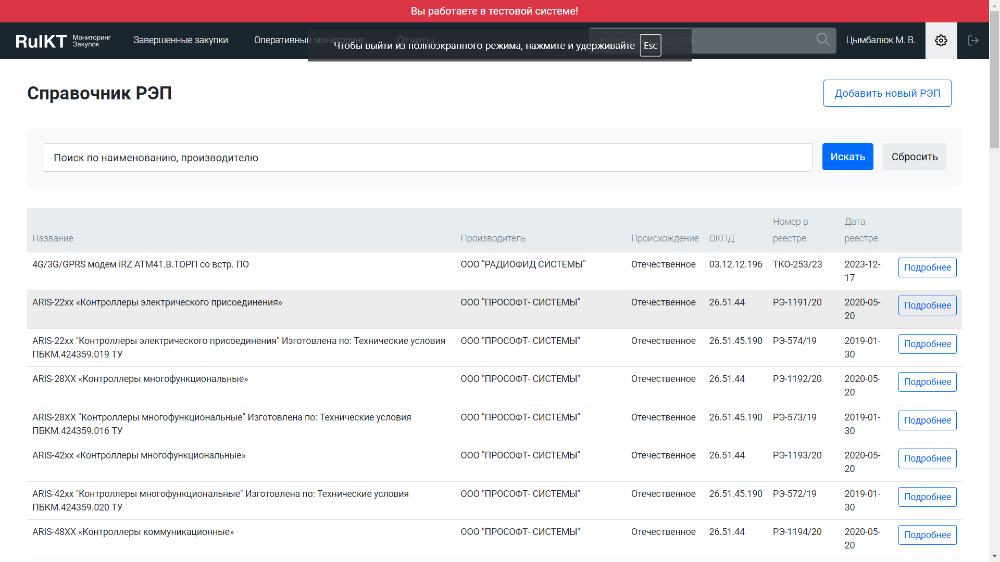 Вы работаете в тестовой системе!
RuIKT Мониторинг Закупок
Завершенные закупки
Оперативный мониторинг
Отчеты
Классификатор ПО
Цымбалюк М. В.
Чтобы выйти из полноэкранного режима, нажмите и удерживайте Esc
Справочник РЭП
Добавить новый РЭП
Поиск по наименованию, производителю
Искать
Сбросить
Название Производитель Происхождение ОКПД Номер в реестре Дата реестре
4G/3G/GPRS модем iRZ ATM41.B.ТОРП со встр. ПО ООО "РАДИОФИД СИСТЕМЫ" Отечественное 03.12.12.196 ТКО-253/23 2023-12-17 Подробнее
ARIS-22xx «Контроллеры электрического присоединения» ООО "ПРОСОФТ- СИСТЕМЫ" Отечественное 26.51.44 РЭ-1191/20 2020-05-20 Подробнее
ARIS-22xx "Контроллеры электрического присоединения" Изготовлена по: Технические условия ПБКМ.424359.019 ТУ ООО "ПРОСОФТ- СИСТЕМЫ" Отечественное 26.51.45.190 РЭ-574/19 2019-01-30 Подробнее
ARIS-28XX «Контроллеры многофункциональные» ООО "ПРОСОФТ- СИСТЕМЫ" Отечественное 26.51.44 РЭ-1192/20 2020-05-20 Подробнее
ARIS-28XX "Контроллеры многофункциональные" Изготовлена по: Технические условия ПБКМ.424359.016 ТУ ООО "ПРОСОФТ- СИСТЕМЫ" Отечественное 26.51.45.190 РЭ-573/19 2019-01-30 Подробнее
ARIS-42xx «Контроллеры многофункциональные» ООО "ПРОСОФТ- СИСТЕМЫ" Отечественное 26.51.44 РЭ-1193/20 2020-05-20 Подробнее
ARIS-42xx "Контроллеры многофункциональные" Изготовлена по: Технические условия ПБКМ.424359.020 ТУ ООО "ПРОСОФТ- СИСТЕМЫ" Отечественное 26.51.45.190 РЭ-572/19 2019-01-30 Подробнее
ARIS-48XX «Контроллеры коммуникационные» ООО "ПРОСОФТ- СИСТЕМЫ" Отечественное 26.51.44 РЭ-1194/20 2020-05-20 Подробнее